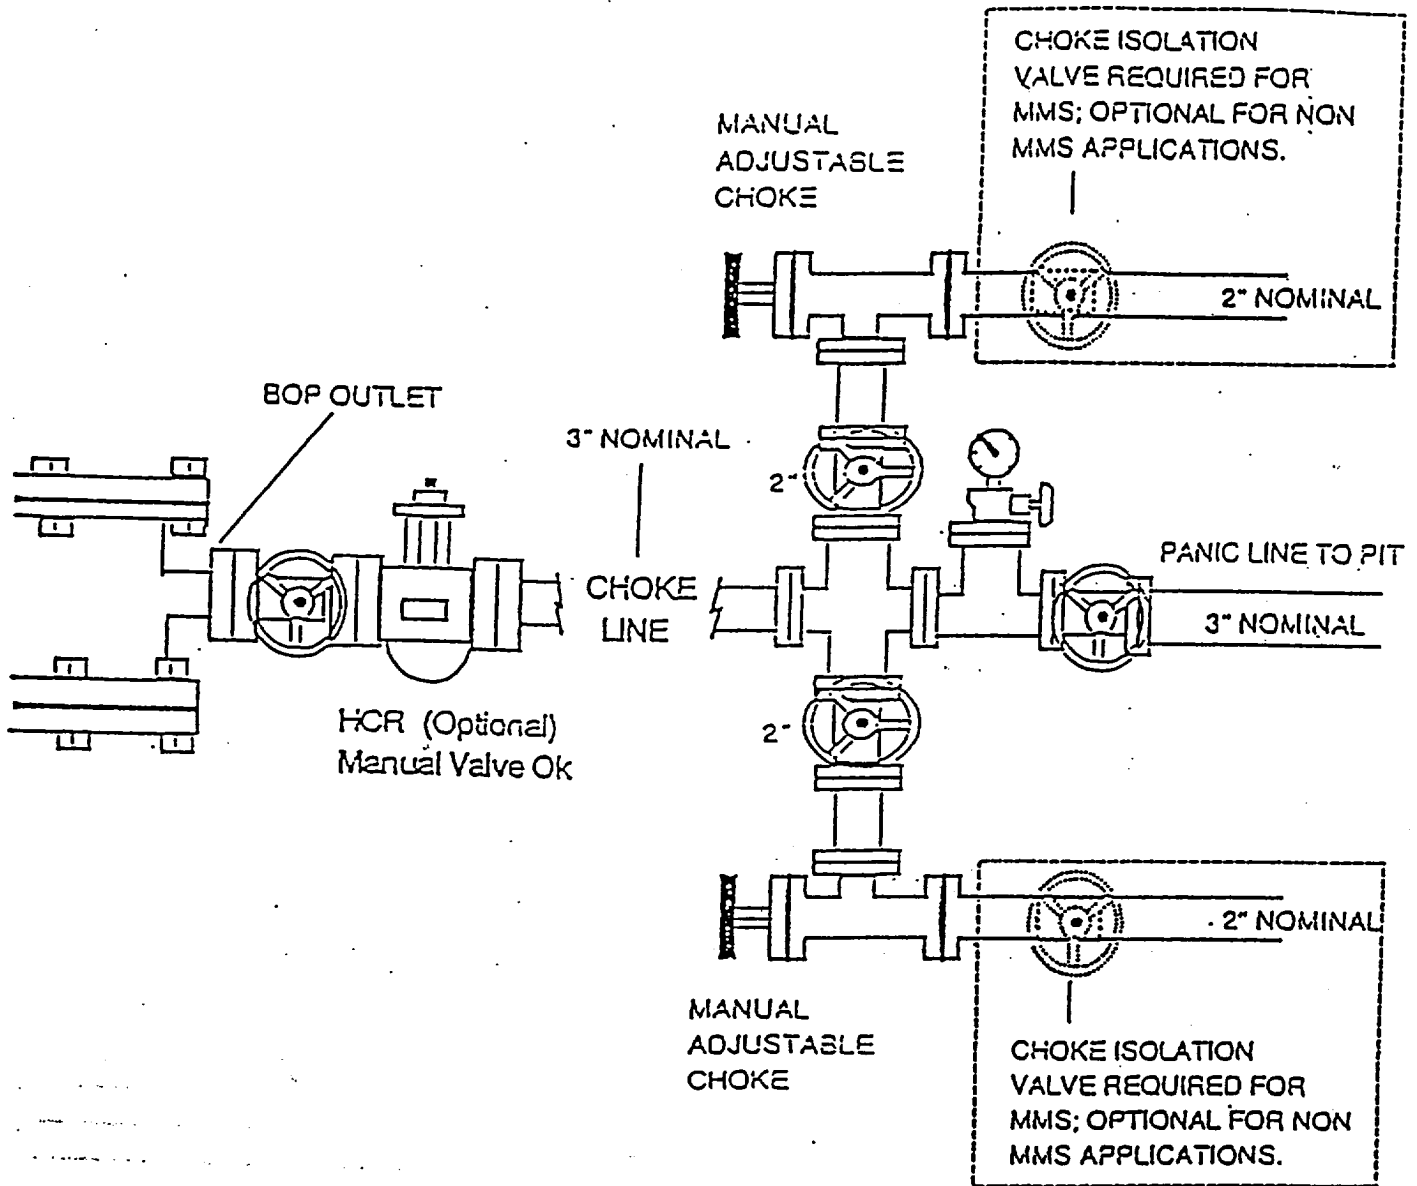 CHOKE ISOLATION
VALVE REQUIRED FOR
MMS; OPTIONAL FOR NON
MMS APPLICATIONS.
MANUAL
ADJUSTABLE
CHOKE
2" NOMINAL
BOP OUTLET
3" NOMINAL
2"
PANIC LINE TO PIT
CHOKE
LINE
3" NOMINAL
HCR (Optional)
Manual Valve Ok
2"
2" NOMINAL
MANUAL
ADJUSTABLE
CHOKE
CHOKE ISOLATION
VALVE REQUIRED FOR
MMS; OPTIONAL FOR NON
MMS APPLICATIONS.